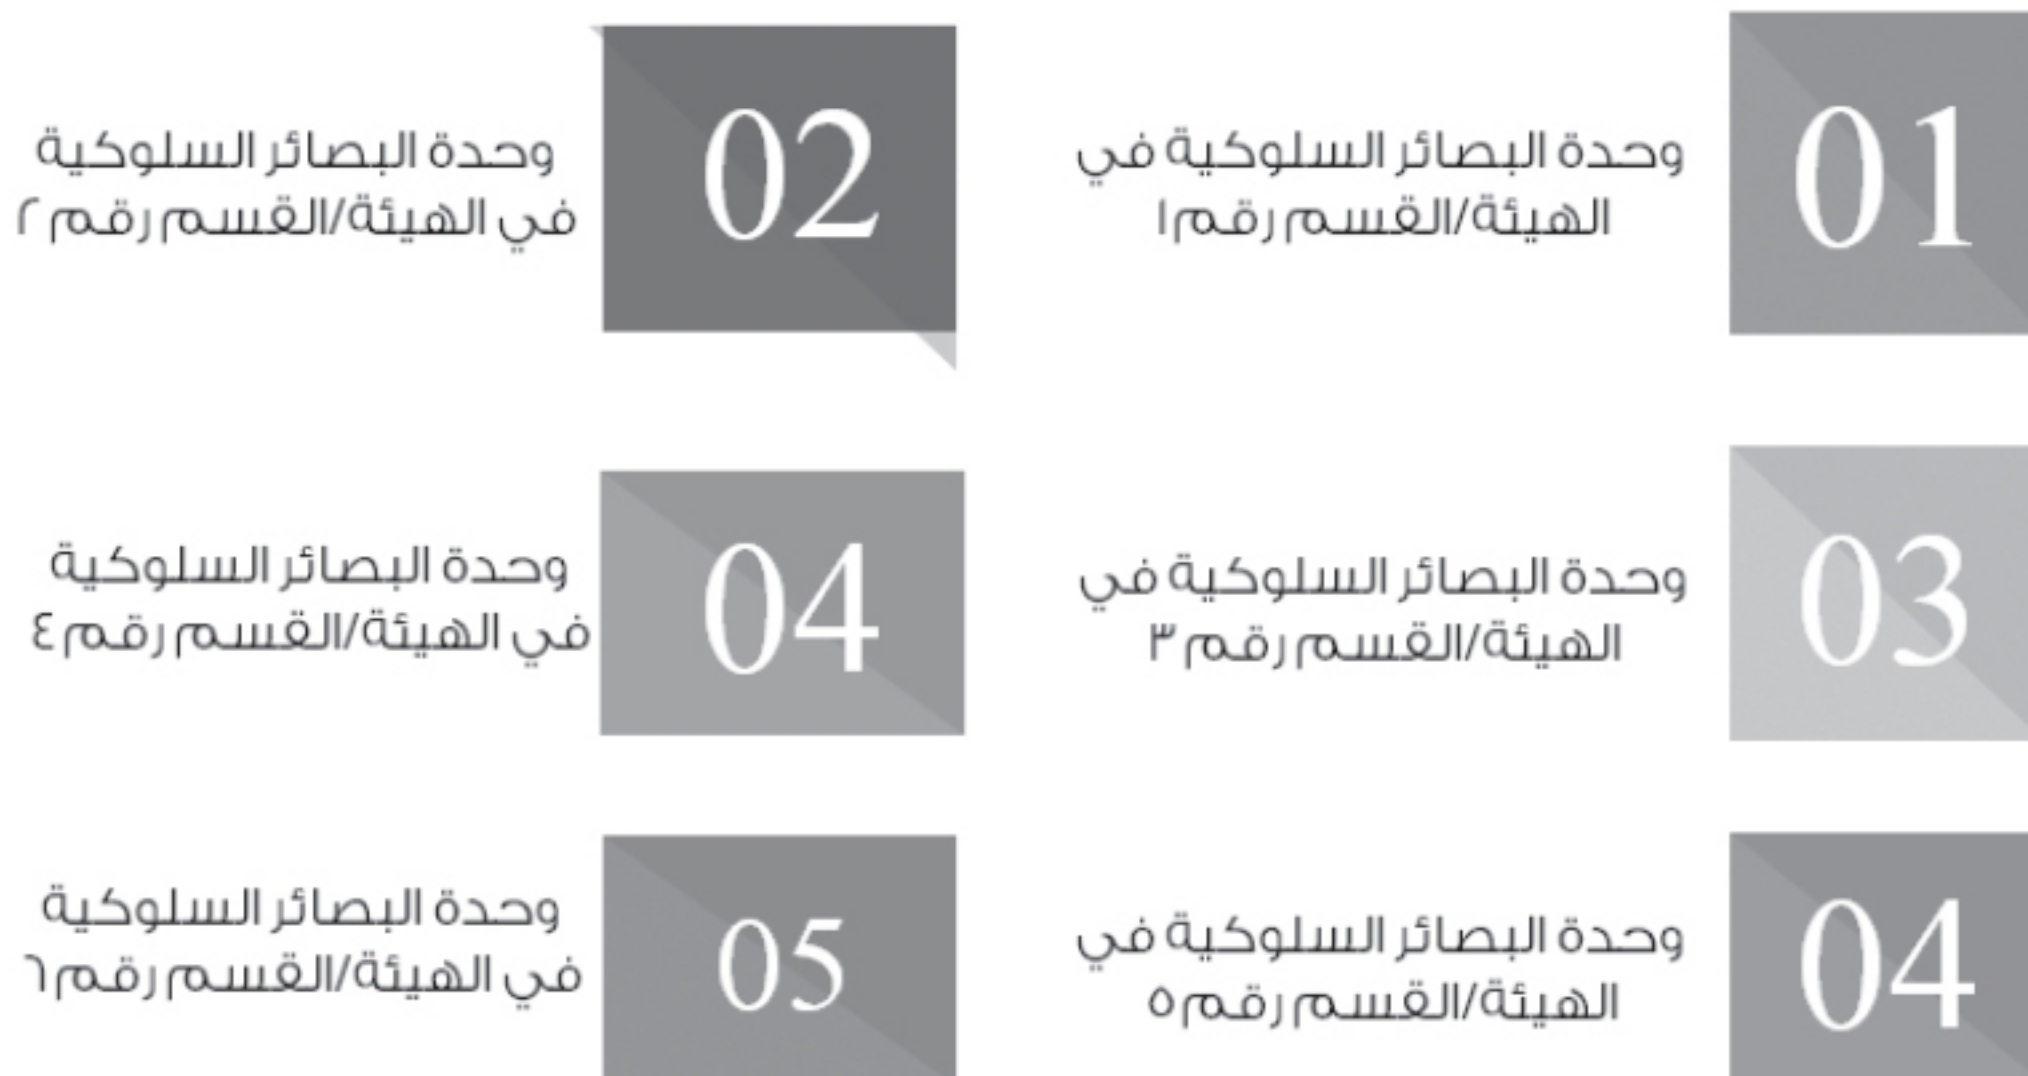 01
وحدة البصائر السلوكية في
الهيئة/القسم رقم ١
02
وحدة البصائر السلوكية
في الهيئة/القسم رقم ٢
03
وحدة البصائر السلوكية في
الهيئة/القسم رقم ٣
04
وحدة البصائر السلوكية
في الهيئة/القسم رقم ٤
04
وحدة البصائر السلوكية في
الهيئة/القسم رقم ٥
05
وحدة البصائر السلوكية
في الهيئة/القسم رقم ٦